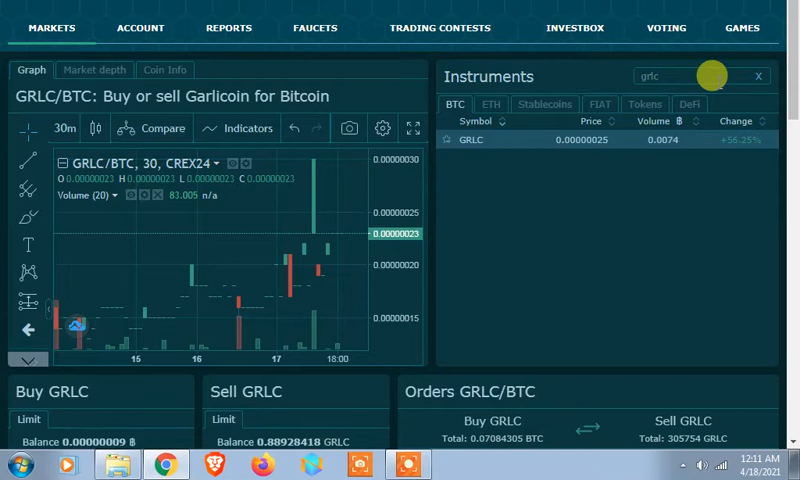 MARKETS ACCOUNT REPORTS FAUCETS TRADING CONTESTS INVESTBOX VOTING GAMES
Graph Market depth Coin Info
GRLC/BTC: Buy or sell Garlicoin for Bitcoin
30m Compare Indicators
GRLC/BTC, 30, CREX24
O 0.00000023 H 0.00000023 L 0.00000023 C 0.00000023
Volume (20) 83.005 n/a
0.00000030
0.00000025
0.00000023
0.00000020
0.00000015
15 16 17 18:00
Instruments grlc X
BTC ETH Stablecoins FIAT Tokens DeFi
Symbol Price Volume ฿ Change
GRLC 0.00000025 0.0074 +56.25%
Buy GRLC
Limit
Balance 0.00000009 ฿
Sell GRLC
Limit
Balance 0.88928418 GRLC
Orders GRLC/BTC
Buy GRLC Sell GRLC
Total: 0.07084305 BTC Total: 305754 GRLC
12:11 AM
4/18/2021